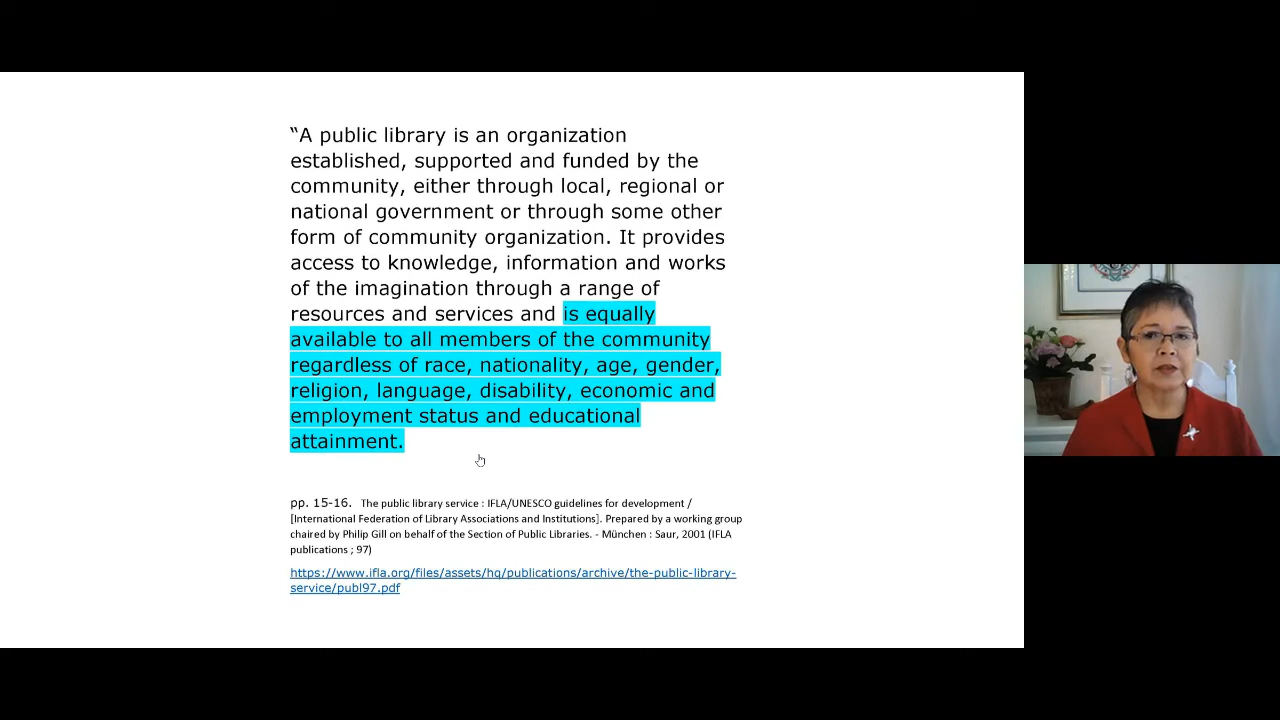 “A public library is an organization
established, supported and funded by the
community, either through local, regional or
national government or through some other
form of community organization. It provides
access to knowledge, information and works
of the imagination through a range of
resources and services and is equally
available to all members of the community
regardless of race, nationality, age, gender,
religion, language, disability, economic and
employment status and educational
attainment.
pp. 15-16. The public library service : IFLA/UNESCO guidelines for development /
[International Federation of Library Associations and Institutions]. Prepared by a working group
chaired by Philip Gill on behalf of the Section of Public Libraries. - München : Saur, 2001 (IFLA
publications ; 97)
https://www.ifla.org/files/assets/hq/publications/archive/the-public-library-
service/publ97.pdf